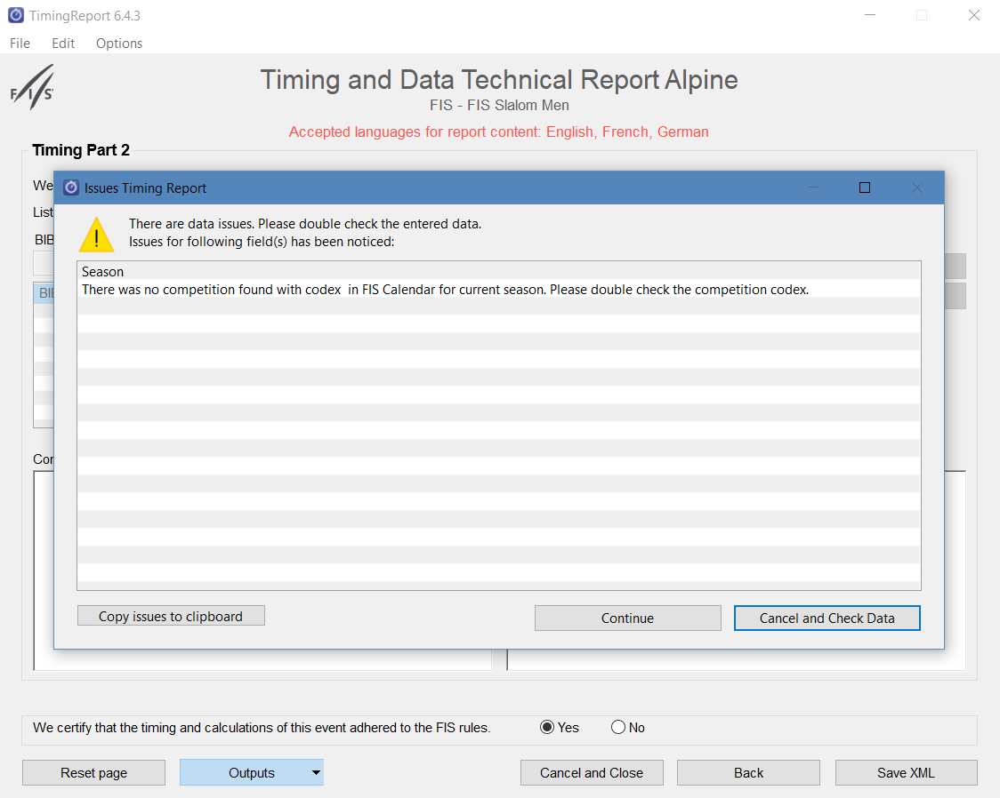 TimingReport 6.4.3
File Edit Options
FIS
Timing and Data Technical Report Alpine
FIS - FIS Slalom Men
Accepted languages for report content: English, French, German
Timing Part 2
We
Issues Timing Report
List
There are data issues. Please double check the entered data.
BIB
Issues for following field(s) has been noticed:
Season
There was no competition found with codex in FIS Calendar for current season. Please double check the competition codex.
Copy issues to clipboard
Continue
Cancel and Check Data
We certify that the timing and calculations of this event adhered to the FIS rules.
Yes
No
Reset page
Outputs
Cancel and Close
Back
Save XML